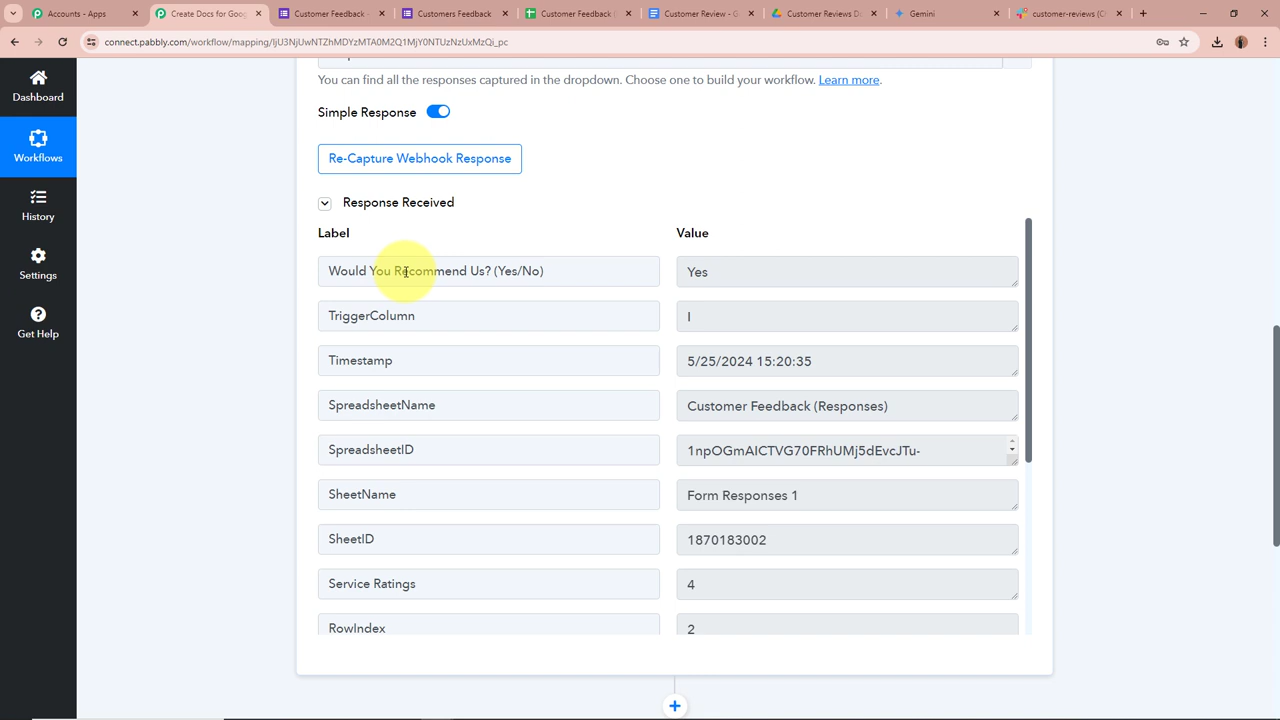 Accounts - Apps
Create Docs for Goog
Customer Feedback -
Customers Feedback
Customer Feedback (
Customer Review - G
Customer Reviews D
Gemini
customer-reviews (C
connect.pabbly.com/workflow/mapping/IjU3NjUwNTZhMDYzMTA0M2Q1MjY0NTUzNzUxMzQi_pc
Dashboard
Workflows
History
Settings
Get Help
You can find all the responses captured in the dropdown. Choose one to build your workflow. Learn more.
Simple Response
Re-Capture Webhook Response
Response Received
Label Value
Would You Recommend Us? (Yes/No) Yes
TriggerColumn I
Timestamp 5/25/2024 15:20:35
SpreadsheetName Customer Feedback (Responses)
SpreadsheetID 1npOGmAICTVG70FRhUMj5dEvcJTu-
SheetName Form Responses 1
SheetID 1870183002
Service Ratings 4
RowIndex 2